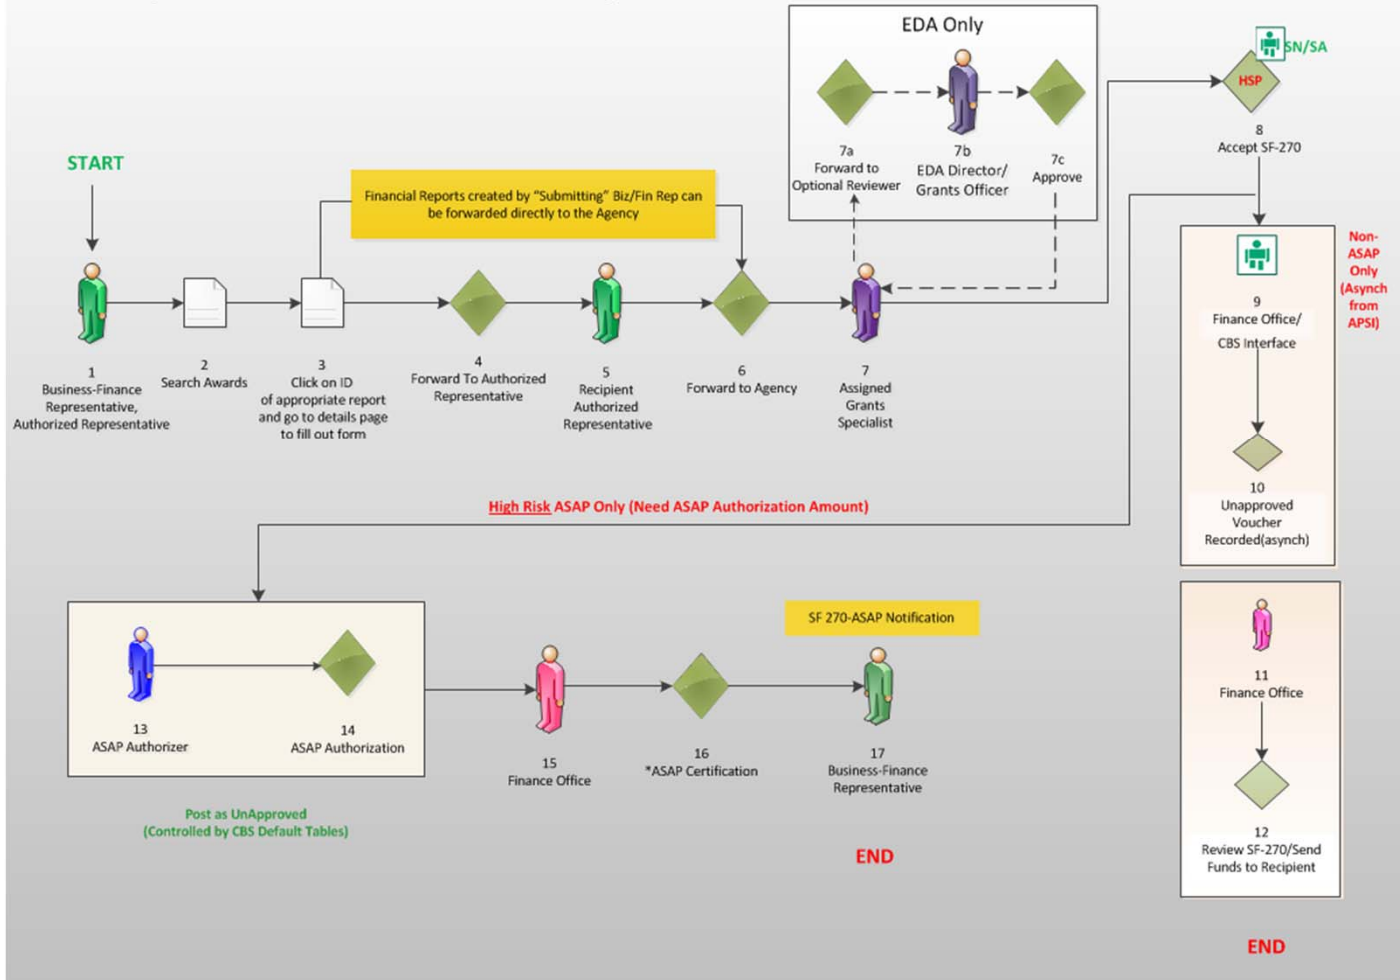 EDA Only
7a
Forward to
Optional Reviewer
7b
EDA Director/
Grants Officer
7c
Approve
SN/SA
HSP
8
Accept SF-270
START
Financial Reports created by “Submitting” Biz/Fin Rep can
be forwarded directly to the Agency
1
Business-Finance
Representative,
Authorized Representative
2
Search Awards
3
Click on ID
of appropriate report
and go to details page
to fill out form
4
Forward To Authorized
Representative
5
Recipient
Authorized
Representative
6
Forward to Agency
7
Assigned
Grants
Specialist
9
Finance Office/
CBS Interface
10
Unapproved
Voucher
Recorded(asynch)
Non-
ASAP
Only
(Asynch
from
APSI)
High Risk ASAP Only (Need ASAP Authorization Amount)
13
ASAP Authorizer
14
ASAP Authorization
Post as UnApproved
(Controlled by CBS Default Tables)
15
Finance Office
16
*ASAP Certification
SF 270-ASAP Notification
17
Business-Finance
Representative
END
11
Finance Office
12
Review SF-270/Send
Funds to Recipient
END